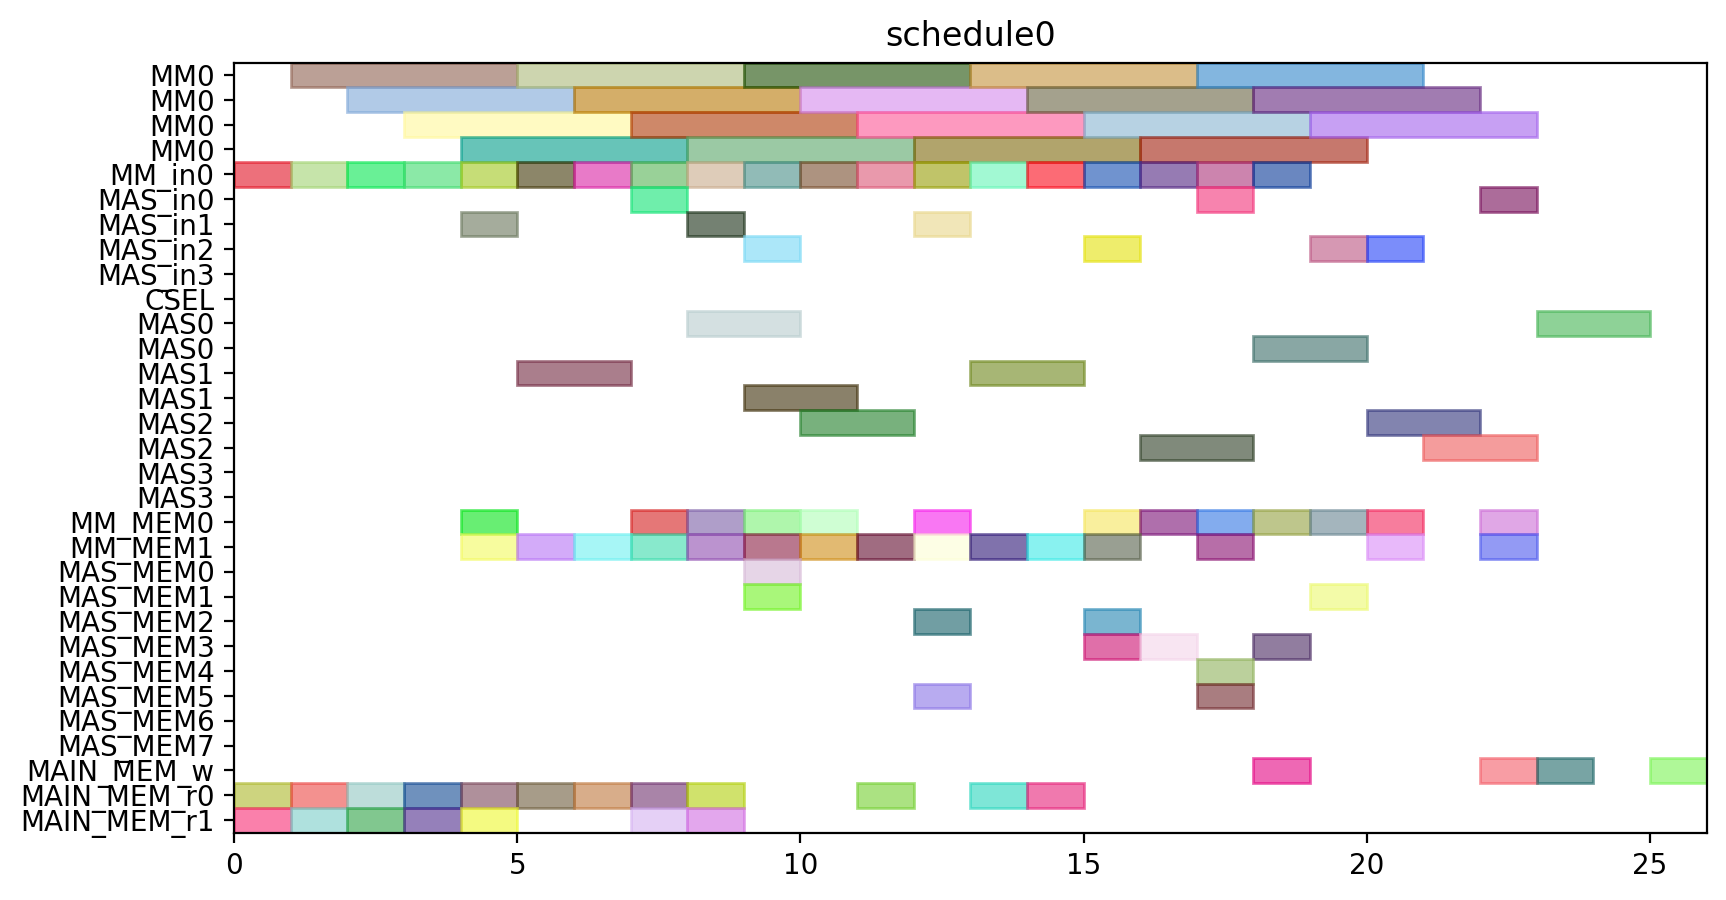 schedule0
MM0
MM0
MM0
MM0
MM_in0
MAS_in0
MAS_in1
MAS_in2
MAS_in3
CSEL
MAS0
MAS0
MAS1
MAS1
MAS2
MAS2
MAS3
MAS3
MM_MEM0
MM_MEM1
MAS_MEM0
MAS_MEM1
MAS_MEM2
MAS_MEM3
MAS_MEM4
MAS_MEM5
MAS_MEM6
MAS_MEM7
MAIN_MEM_w
MAIN_MEM_r0
MAIN_MEM_r1
0 5 10 15 20 25